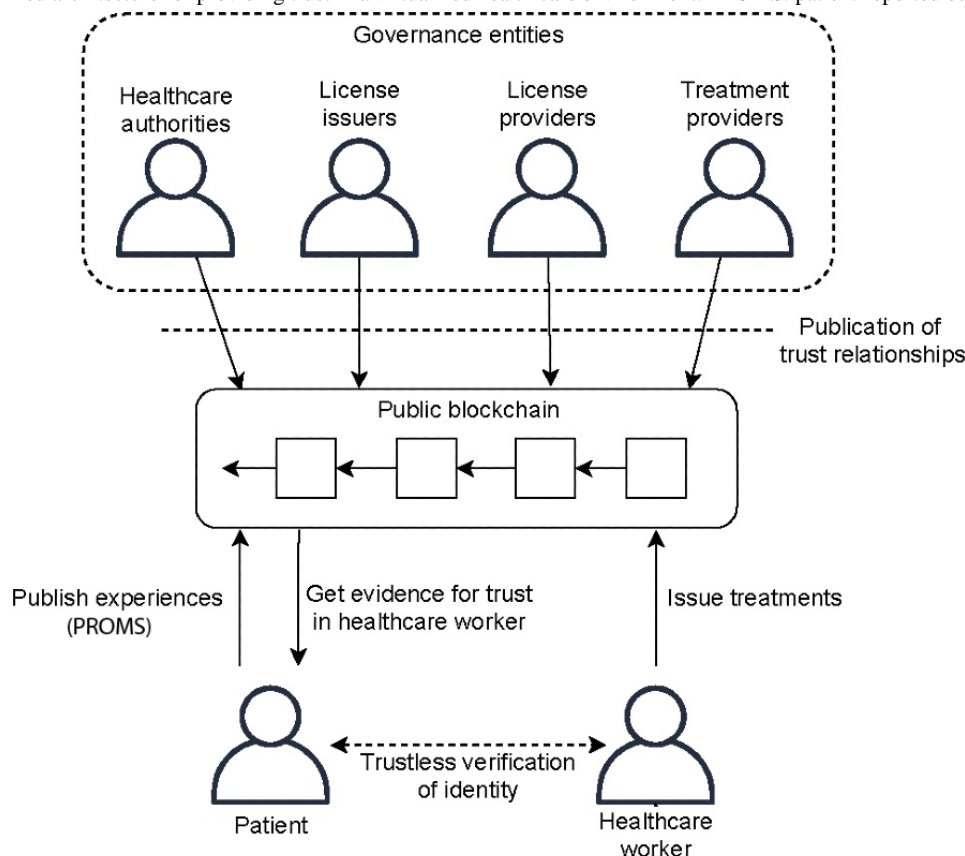 Governance entities
Healthcare
authorities
License
issuers
License
providers
Treatment
providers
Publication of
trust relationships
Public blockchain
Publish experiences
(PROMS)
Get evidence for trust
in healthcare worker
Issue treatments
Trustless verification
of identity
Patient
Healthcare
worker